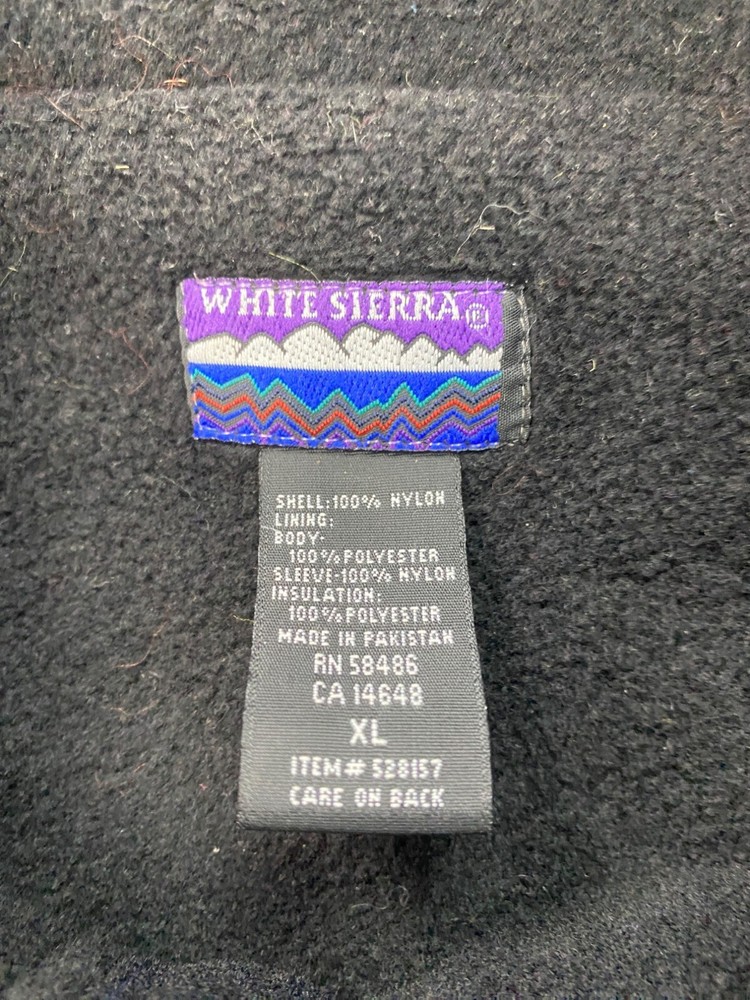 WHITE SIERRA ®
SHELL:100% NYLON
LINING:
BODY-
100% POLYESTER
SLEEVE-100% NYLON
INSULATION:
100% POLYESTER
MADE IN PAKISTAN
RN 58486
CA 14648
XL
ITEM# 528157
CARE ON BACK